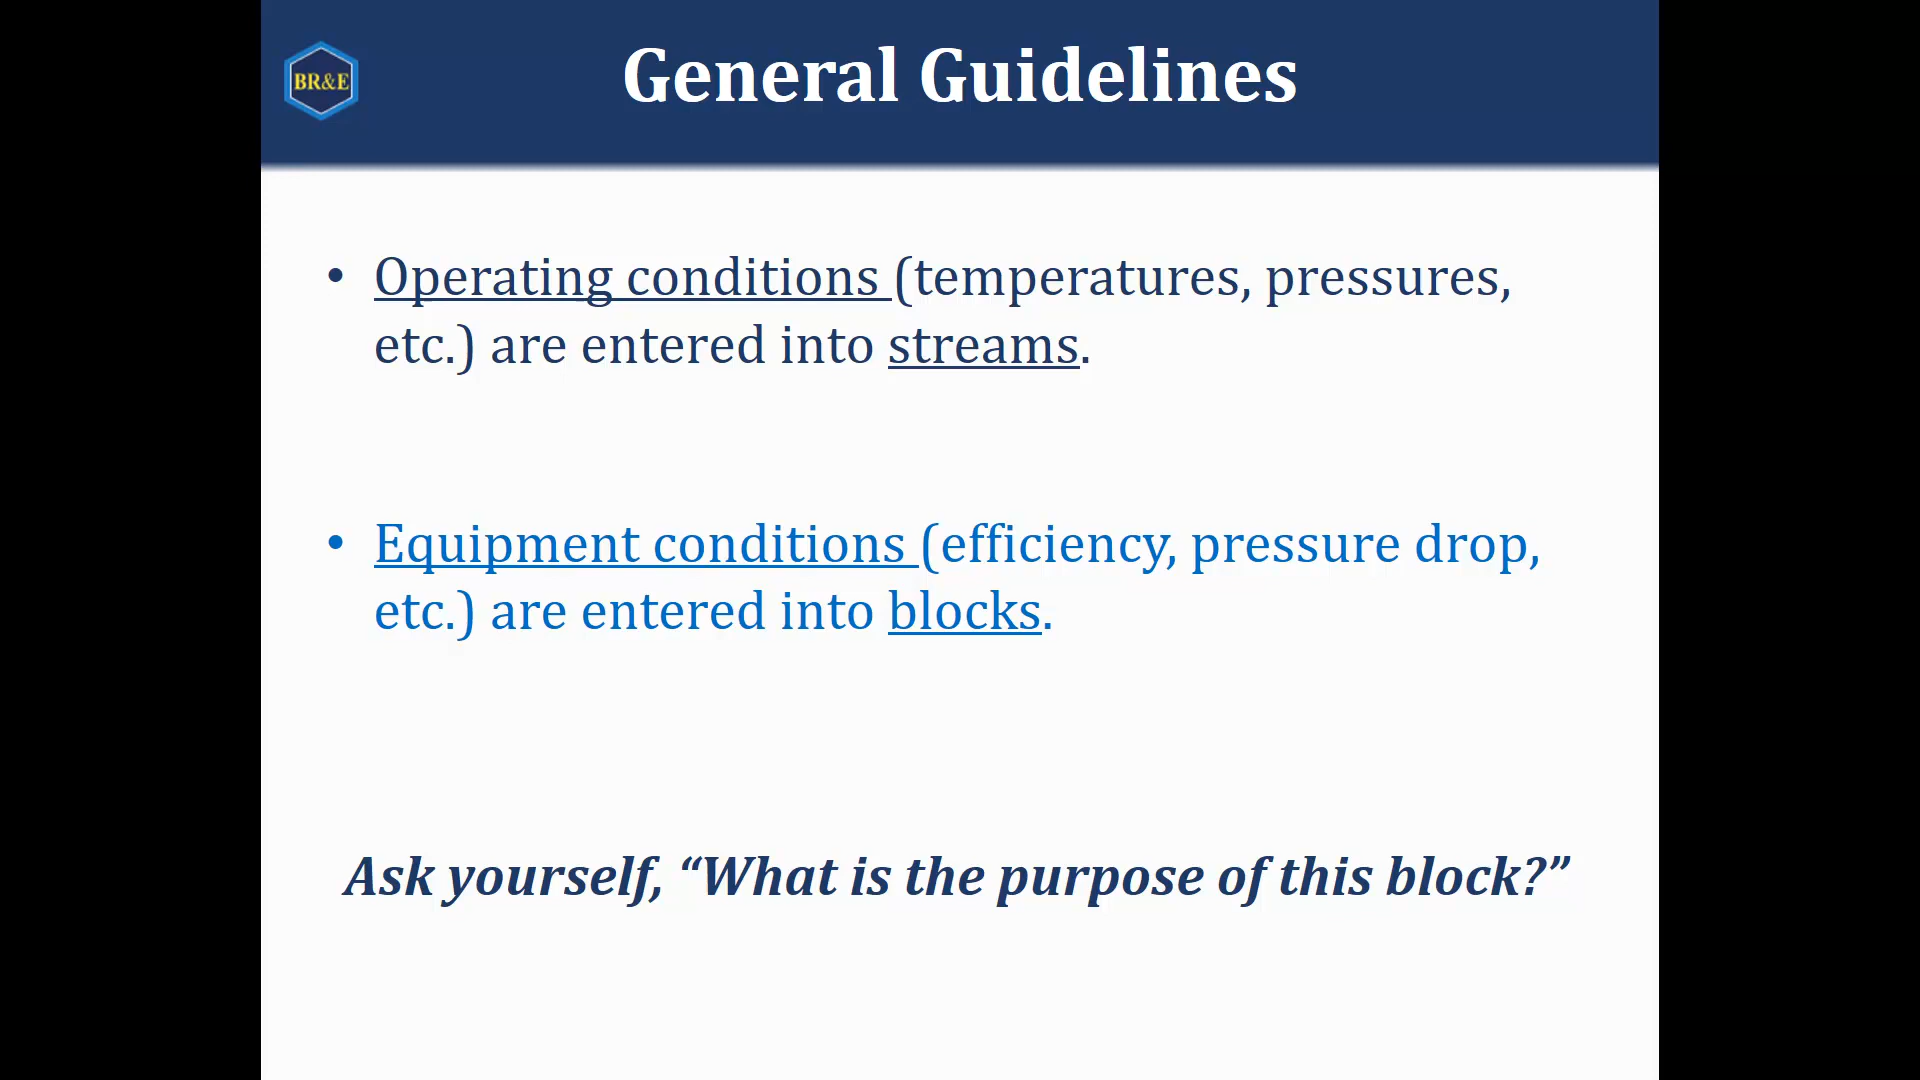 BR&E
General Guidelines
• Operating conditions (temperatures, pressures,
etc.) are entered into streams.
• Equipment conditions (efficiency, pressure drop,
etc.) are entered into blocks.
Ask yourself, “What is the purpose of this block?”